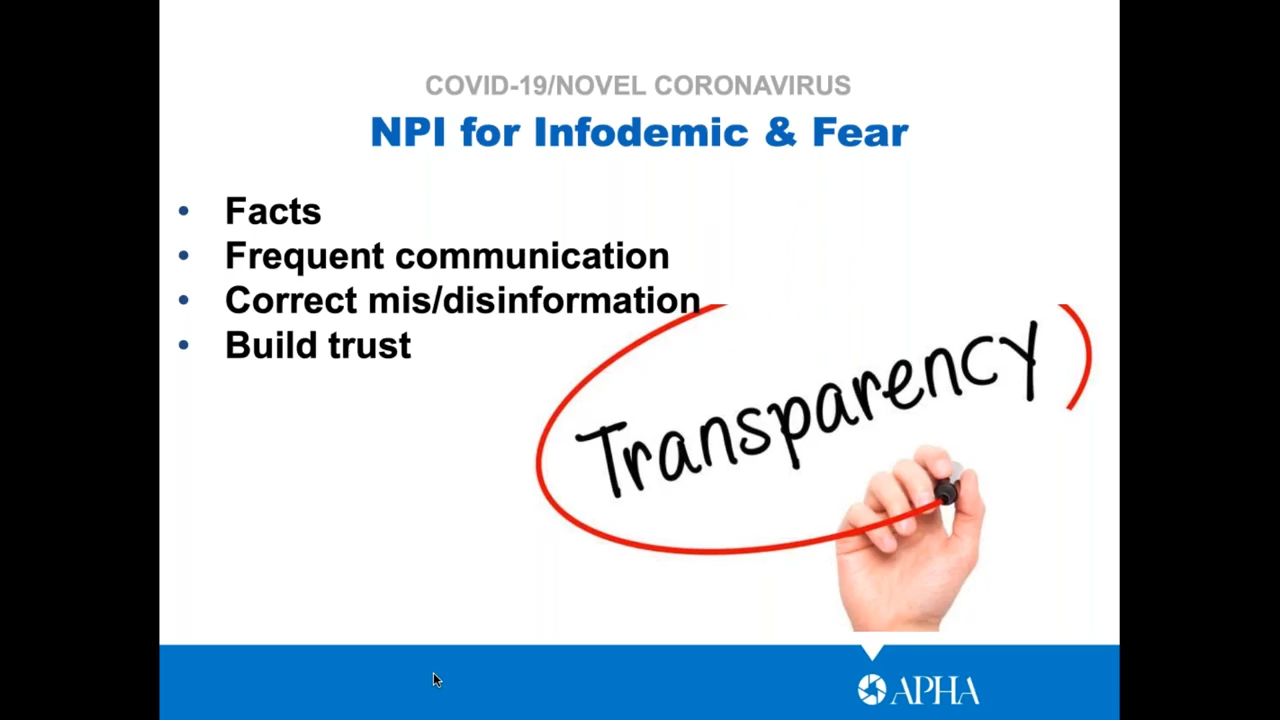 COVID-19/NOVEL CORONAVIRUS
NPI for Infodemic & Fear
• Facts
• Frequent communication
• Correct mis/disinformation
• Build trust
Transparency
APHA